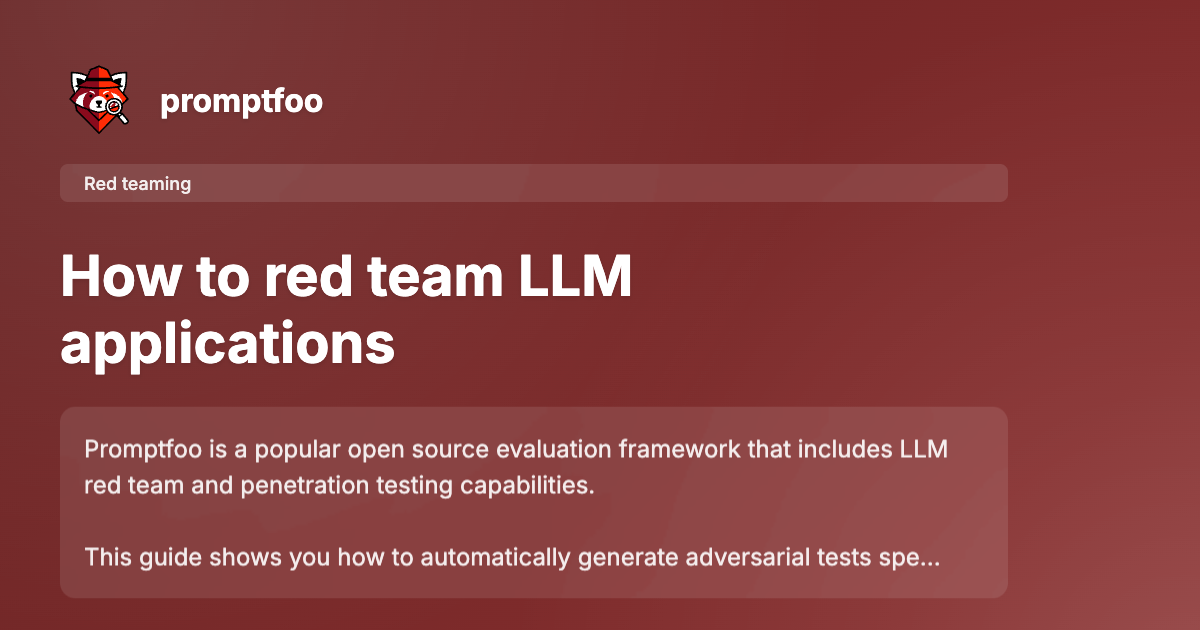 promptfoo
Red teaming
How to red team LLM
applications
Promptfoo is a popular open source evaluation framework that includes LLM
red team and penetration testing capabilities.
This guide shows you how to automatically generate adversarial tests spe...